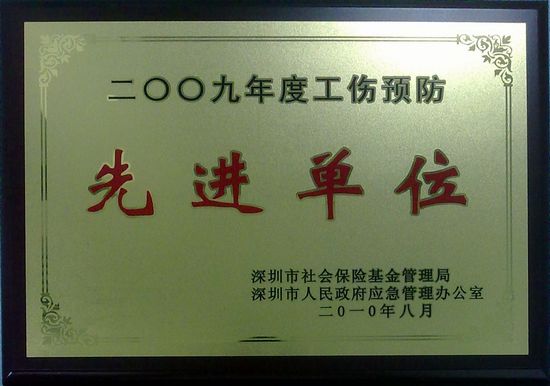 二〇〇九年度工伤预防
先进单位
深圳市社会保险基金管理局
深圳市人民政府应急管理办公室
二0一0年八月